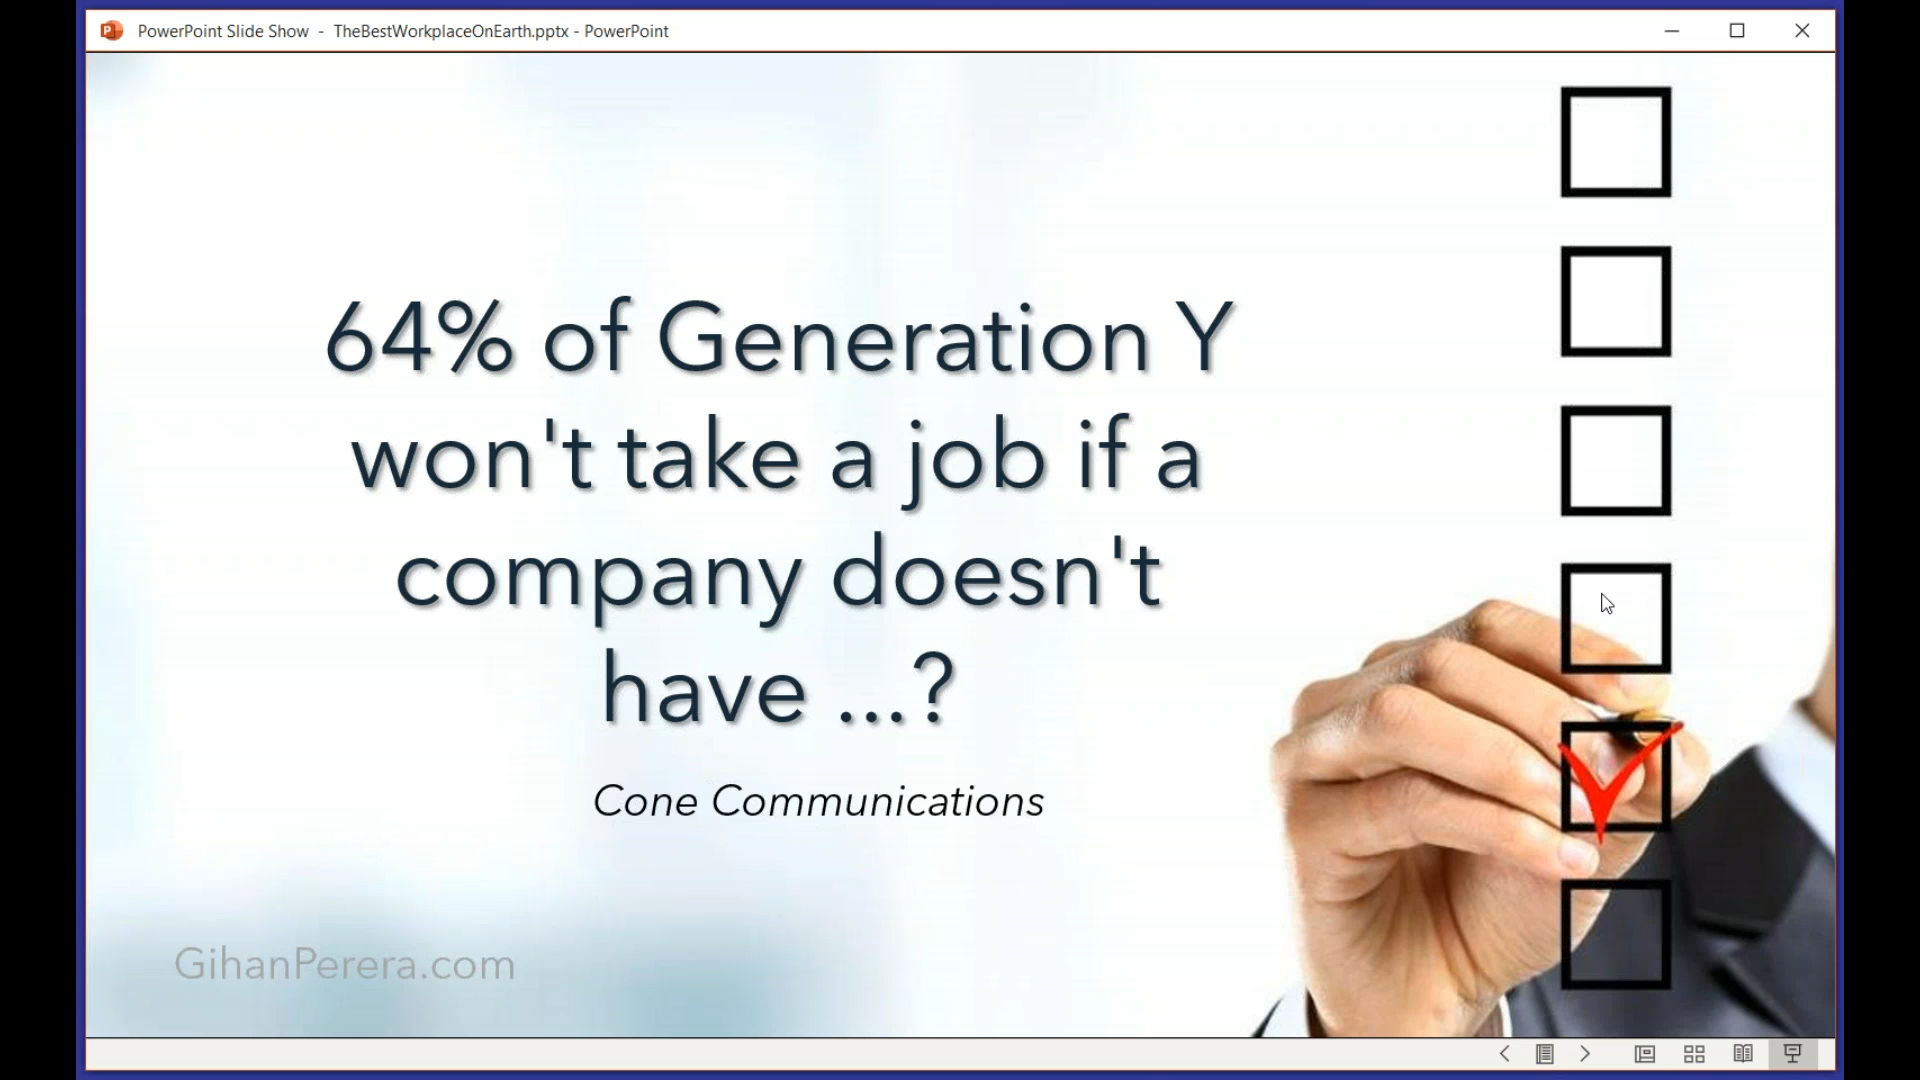 PowerPoint Slide Show - TheBestWorkplaceOnEarth.pptx - PowerPoint
64% of Generation Y
won't take a job if a
company doesn't
have ...?
Cone Communications
GihanPerera.com